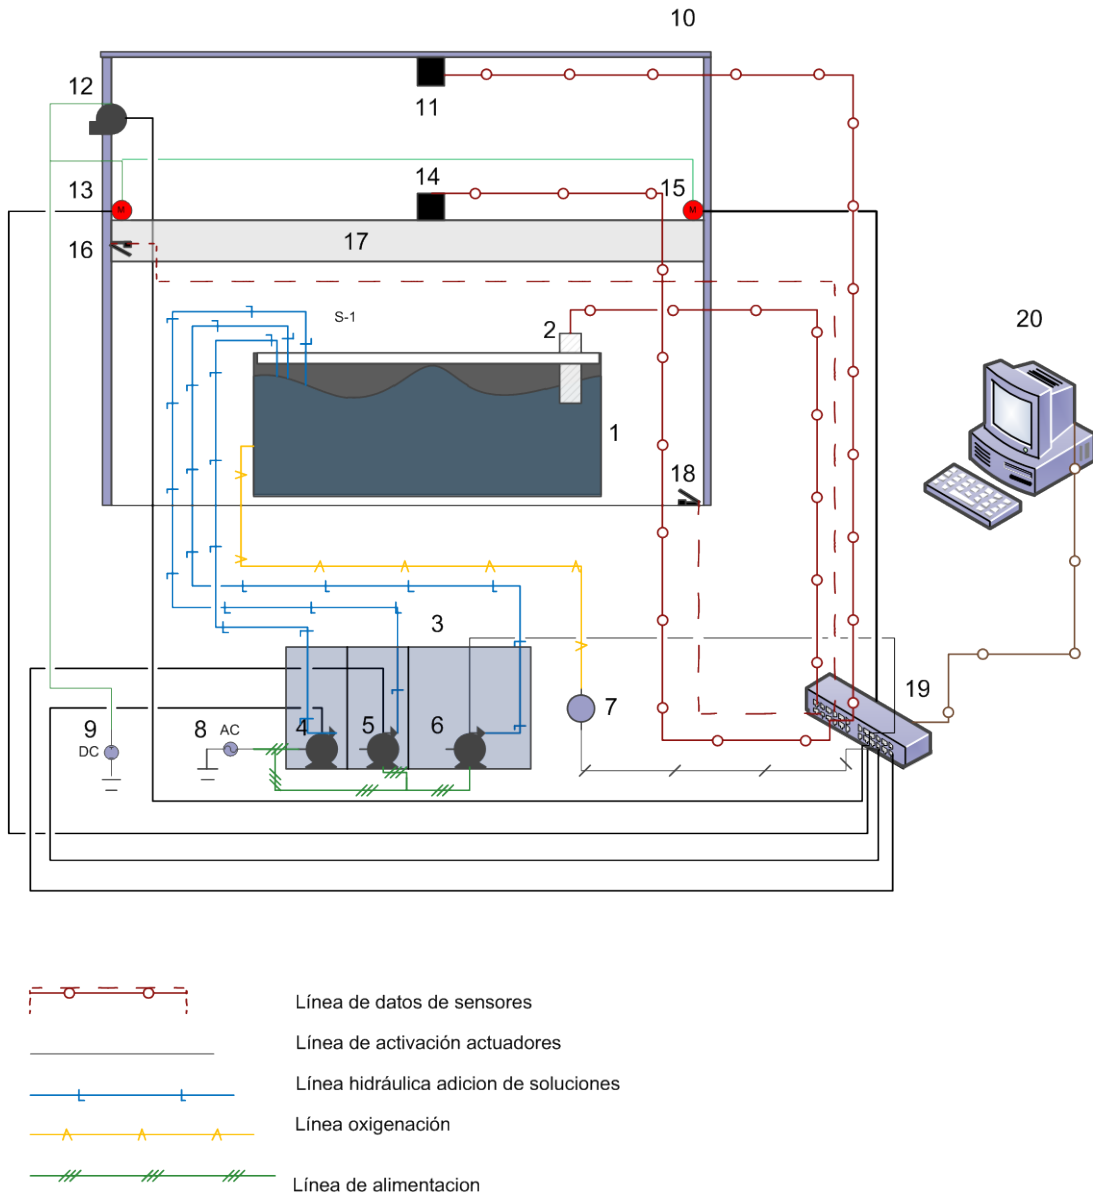 10
12
11
14
13
15
M
M
16
17
S-1
2
20
1
18
3
19
7
9
8
AC
4
5
6
DC
Línea de datos de sensores
Línea de activación actuadores
Línea hidráulica adicion de soluciones
Línea oxigenación
Línea de alimentacion